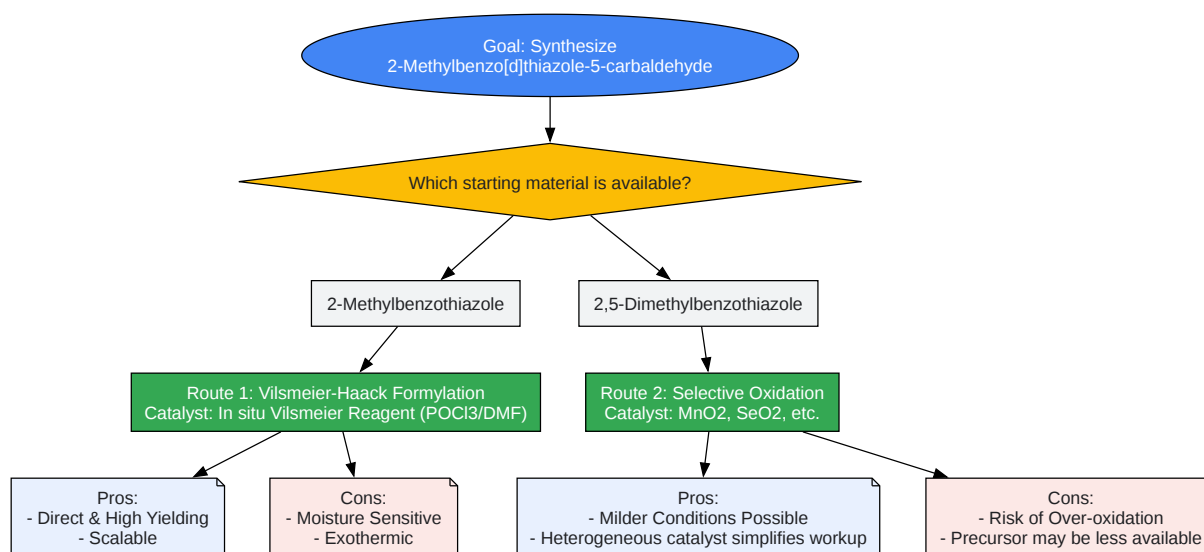 Goal: Synthesize
2-Methylbenzo[d]thiazole-5-carbaldehyde
Which starting material is available?
2-Methylbenzothiazole
2,5-Dimethylbenzothiazole
Route 1: Vilsmeier-Haack Formylation
Catalyst: In situ Vilsmeier Reagent (POCl3/DMF)
Route 2: Selective Oxidation
Catalyst: MnO2, SeO2, etc.
Pros:
- Direct & High Yielding
- Scalable
Cons:
- Moisture Sensitive
- Exothermic
Pros:
- Milder Conditions Possible
- Heterogeneous catalyst simplifies workup
Cons:
- Risk of Over-oxidation
- Precursor may be less available